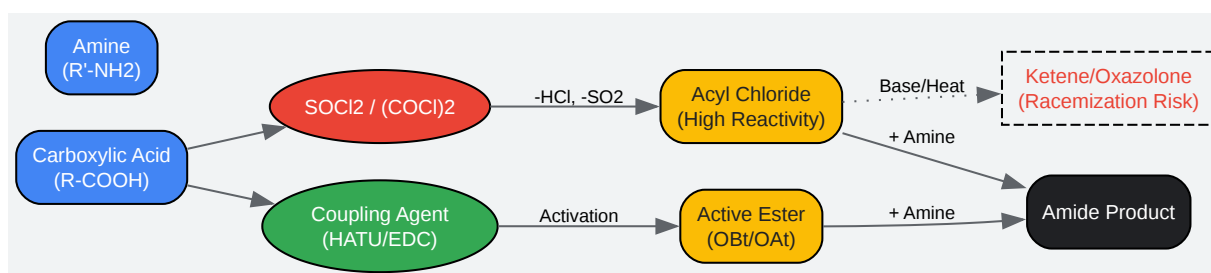 Amine
(R'-NH2)
Carboxylic Acid
(R-COOH)
SOCl2 / (COCl)2
-HCl, -SO2
Acyl Chloride
(High Reactivity)
Base/Heat
Ketene/Oxazolone
(Racemization Risk)
+ Amine
Coupling Agent
(HATU/EDC)
Activation
Active Ester
(OBt/OAt)
+ Amine
Amide Product